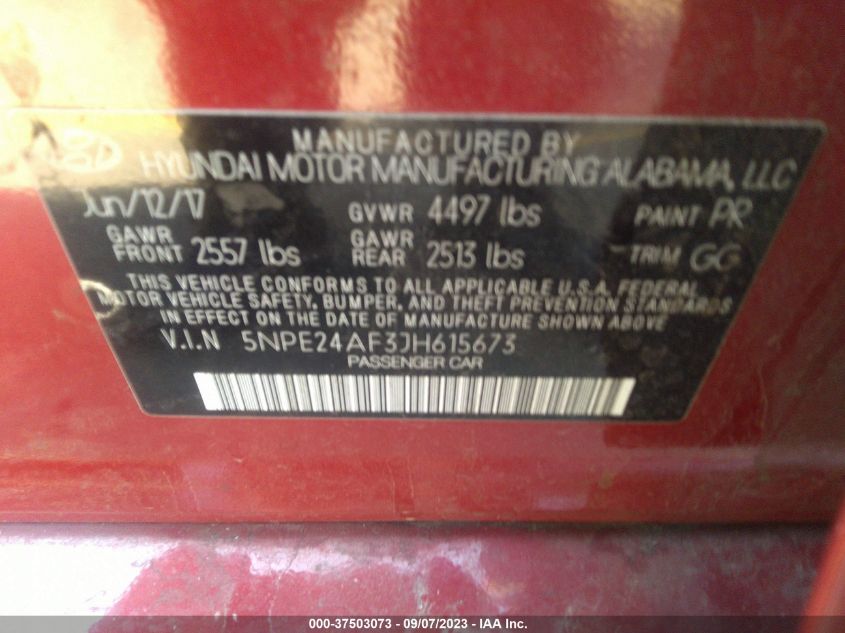 MANUFACTURED BY
HYUNDAI MOTOR MANUFACTURING ALABAMA, LLC
Jun/12/17 GVWR 4497 lbs PAINT PR
GAWR FRONT 2557 lbs GAWR REAR 2513 lbs TRIM GG
THIS VEHICLE CONFORMS TO ALL APPLICABLE U.S.A. FEDERAL
MOTOR VEHICLE SAFETY, BUMPER, AND THEFT PREVENTION STANDARDS
IN EFFECT ON THE DATE OF MANUFACTURE SHOWN ABOVE
V.I.N 5NPE24AF3JH615673
PASSENGER CAR
000-37503073 - 09/07/2023 - IAA Inc.